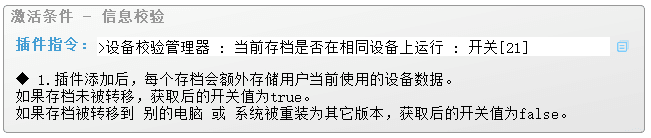 激活条件 - 信息校验
插件指令：>设备校验管理器 : 当前存档是否在相同设备上运行 : 开关[21]
◆ 1.插件添加后，每个存档会额外存储用户当前使用的设备数据。
如果存档未被转移，获取后的开关值为true。
如果存档被转移到 别的电脑 或 系统被重装为其它版本，获取后的开关值为false。